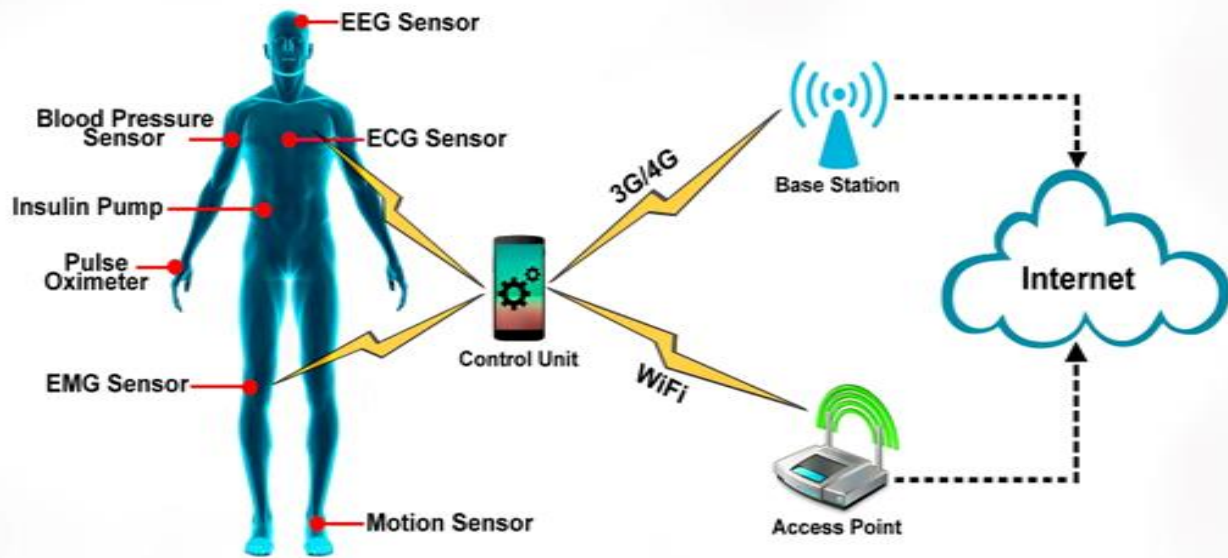 EEG Sensor
Blood Pressure
Sensor
ECG Sensor
Insulin Pump
Pulse
Oximeter
EMG Sensor
Motion Sensor
Control Unit
3G/4G
WiFi
Base Station
Access Point
Internet